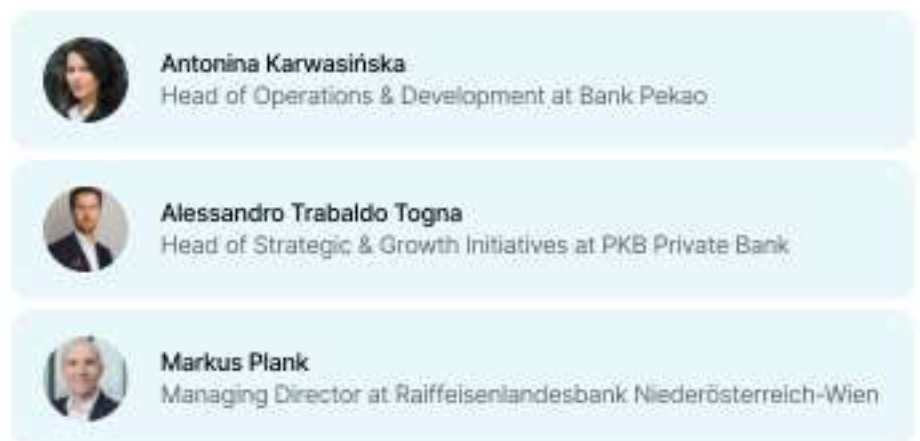 Antonina Karwasińska
Head of Operations & Development at Bank Pekao
Alessandro Trabaldo Togna
Head of Strategic & Growth Initiatives at PKB Private Bank
Markus Plank
Managing Director at Raiffeisenlandesbank Niederösterreich-Wien